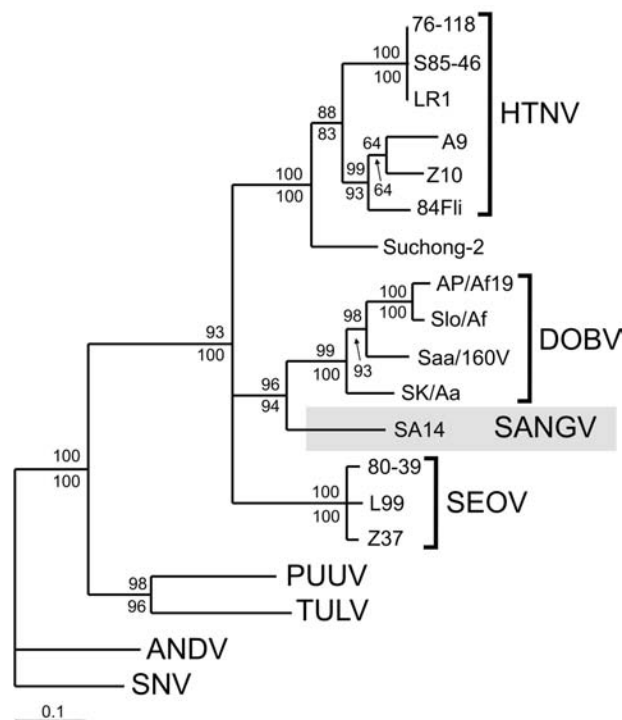 76-118
100
S85-46
100
LR1
HTNV
88
83
64
A9
99
Z10
93
64
84Fli
100
100
Suchong-2
AP/Af19
100
100
98
Slo/Af
DOBV
93
100
99
Saa/160V
100
93
96
SK/Aa
94
SA14 SANGV
80-39
100
L99
100
SEOV
Z37
100
100
98
PUUV
96
TULV
ANDV
SNV
0.1